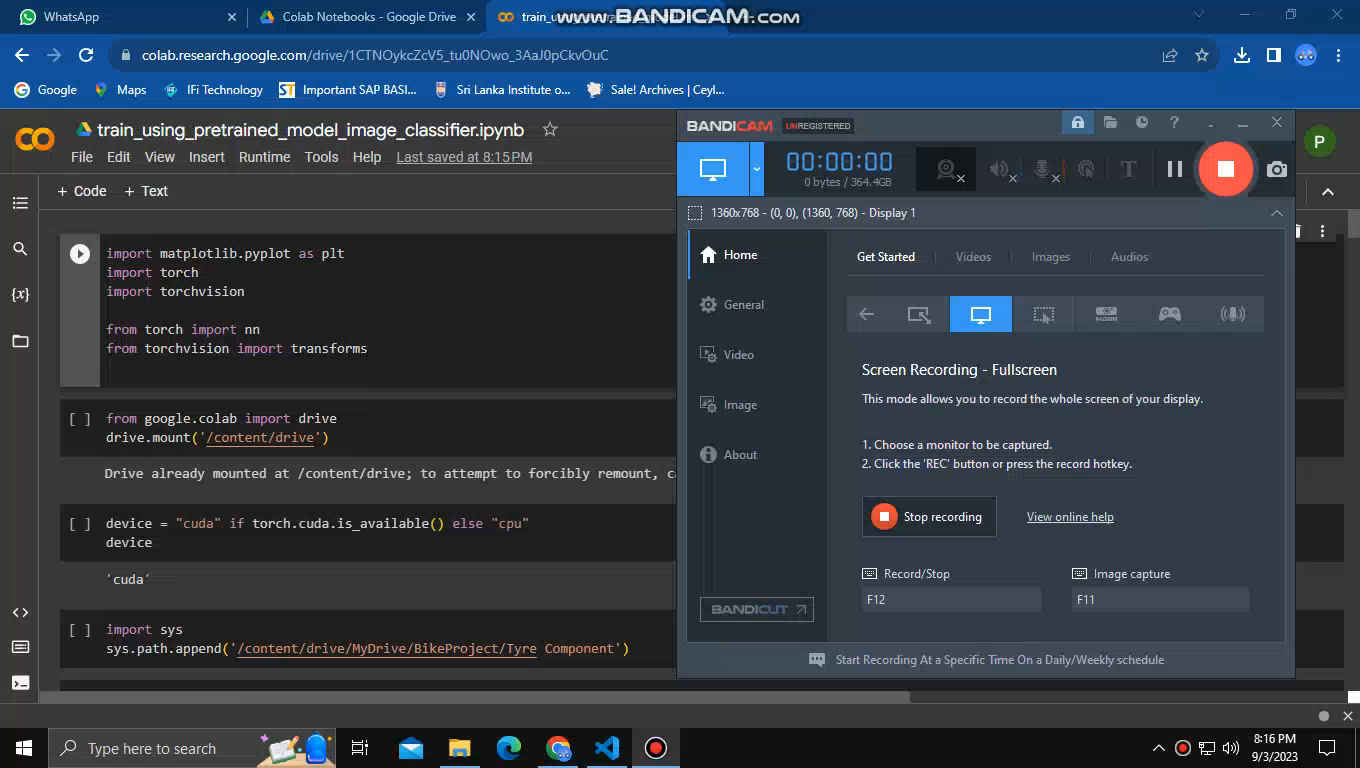 WhatsApp
Colab Notebooks - Google Drive
www.BANDICAM.com
colab.research.google.com/drive/1CTNOykcZcV5_tu0NOwo_3AaJ0pCkvOuC
Google
Maps
IFi Technology
Important SAP BASI...
Sri Lanka Institute o...
Sale! Archives | Ceyl...
train_using_pretrained_model_image_classifier.ipynb
File Edit View Insert Runtime Tools Help Last saved at 8:15 PM
P
+ Code + Text
import matplotlib.pyplot as plt
import torch
import torchvision
from torch import nn
from torchvision import transforms
[ ] from google.colab import drive
drive.mount('/content/drive')
Drive already mounted at /content/drive; to attempt to forcibly remount,
[ ] device = "cuda" if torch.cuda.is_available() else "cpu"
device
'cuda'
[ ] import sys
sys.path.append('/content/drive/MyDrive/BikeProject/Tyre Component')
{x}
BANDICAM UNREGISTERED
00:00:00
0 bytes / 364.4GB
1360x768 - (0, 0), (1360, 768) - Display 1
Home
General
Video
Image
About
BANDICUT
Get Started
Videos
Images
Audios
HDMI
Screen Recording - Fullscreen
This mode allows you to record the whole screen of your display.
1. Choose a monitor to be captured.
2. Click the 'REC' button or press the record hotkey.
Stop recording
View online help
Record/Stop
F12
Image capture
F11
Start Recording At a Specific Time On a Daily/Weekly schedule
Type here to search
8:16 PM
9/3/2023